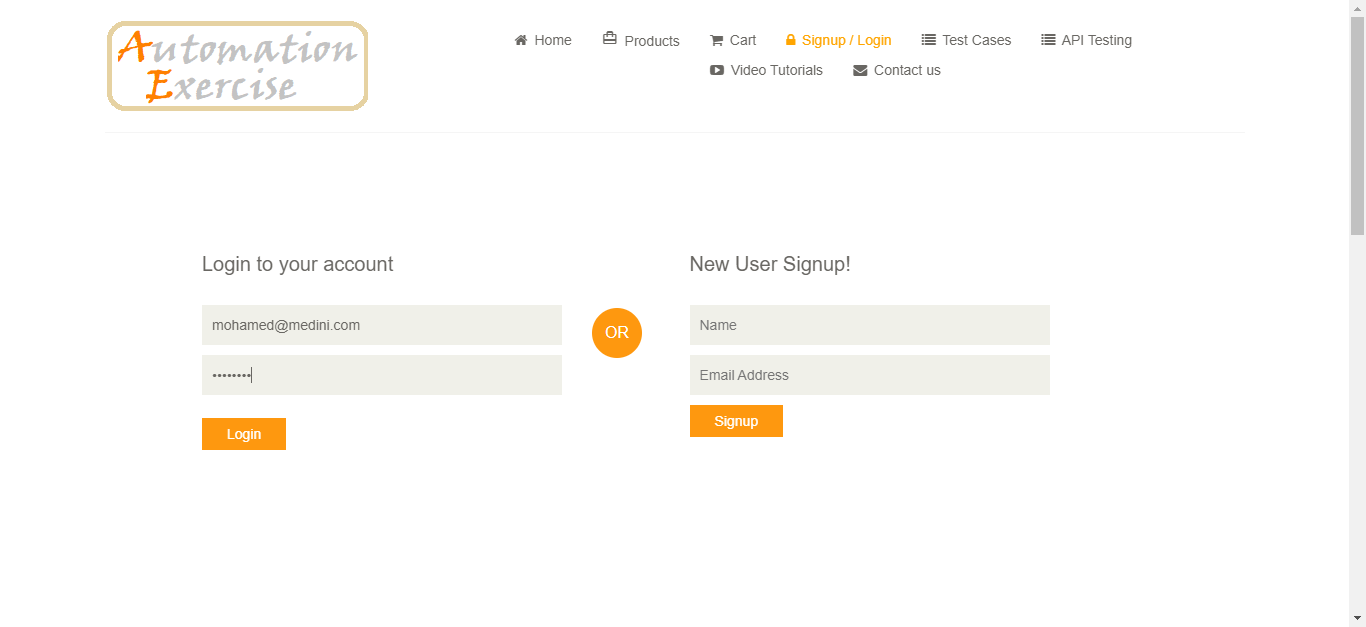 Automation
Exercise
Home
Products
Cart
Signup / Login
Test Cases
API Testing
Video Tutorials
Contact us
Login to your account
mohamed@medini.com
••••••••
Login
OR
New User Signup!
Name
Email Address
Signup